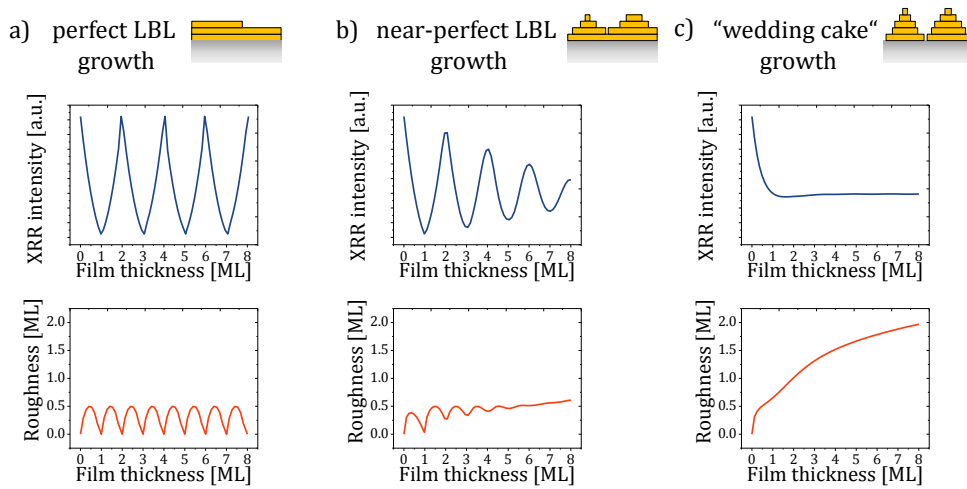 a) perfect LBL growth
b) near-perfect LBL growth
c) “wedding cake“ growth
XRR intensity [a.u.]
0 1 2 3 4 5 6 7 8
Film thickness [ML]
XRR intensity [a.u.]
0 1 2 3 4 5 6 7 8
Film thickness [ML]
XRR intensity [a.u.]
0 1 2 3 4 5 6 7 8
Film thickness [ML]
Roughness [ML]
2.0
1.5
1.0
0.5
0.0
0 1 2 3 4 5 6 7 8
Film thickness [ML]
Roughness [ML]
2.0
1.5
1.0
0.5
0.0
0 1 2 3 4 5 6 7 8
Film thickness [ML]
Roughness [ML]
2.0
1.5
1.0
0.5
0.0
0 1 2 3 4 5 6 7 8
Film thickness [ML]